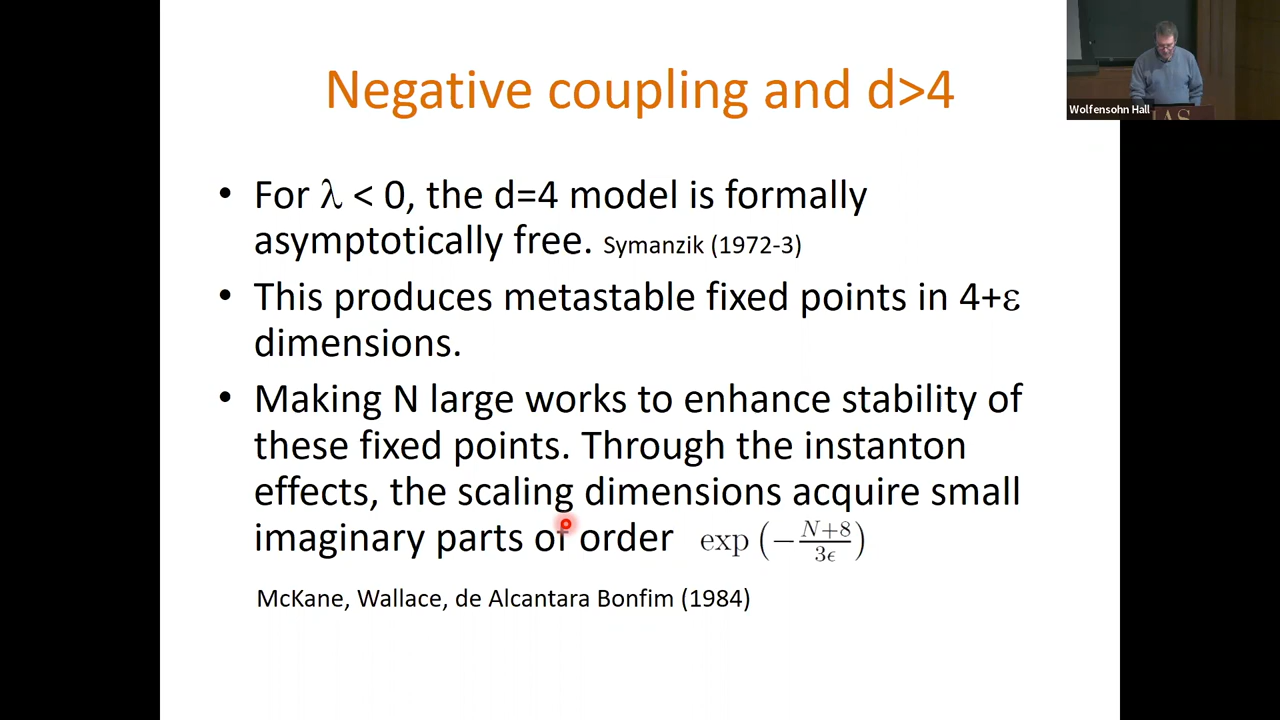 Negative coupling and d>4
• For λ < 0, the d=4 model is formally
asymptotically free. Symanzik (1972-3)
• This produces metastable fixed points in 4+ε
dimensions.
• Making N large works to enhance stability of
these fixed points. Through the instanton
effects, the scaling dimensions acquire small
imaginary parts of order exp(−(N+8)/(3ϵ))
McKane, Wallace, de Alcantara Bonfim (1984)
Wolfensohn Hall
IAS